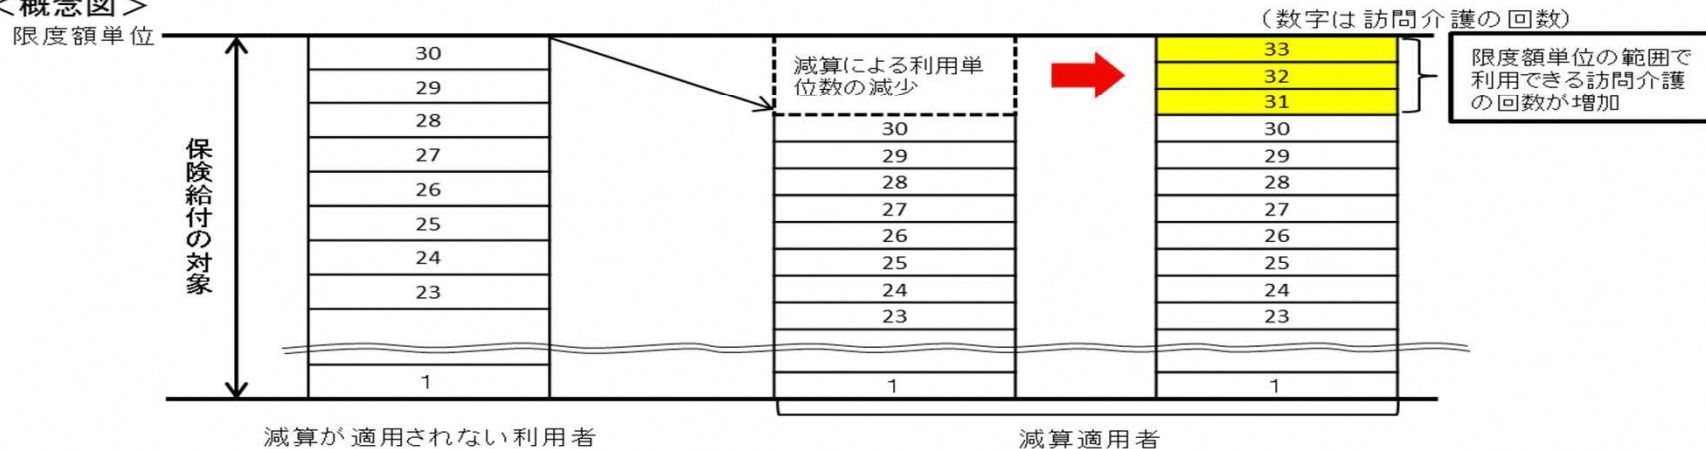 ＜概念図＞
（数字は訪問介護の回数）
限度額単位
保険給付の対象
30
29
28
27
26
25
24
23
1
減算による利用単
位数の減少
30
29
28
27
26
25
24
23
1
33
32
31
30
29
28
27
26
25
24
23
1
限度額単位の範囲で
利用できる訪問介護
の回数が増加
減算が適用されない利用者
減算適用者